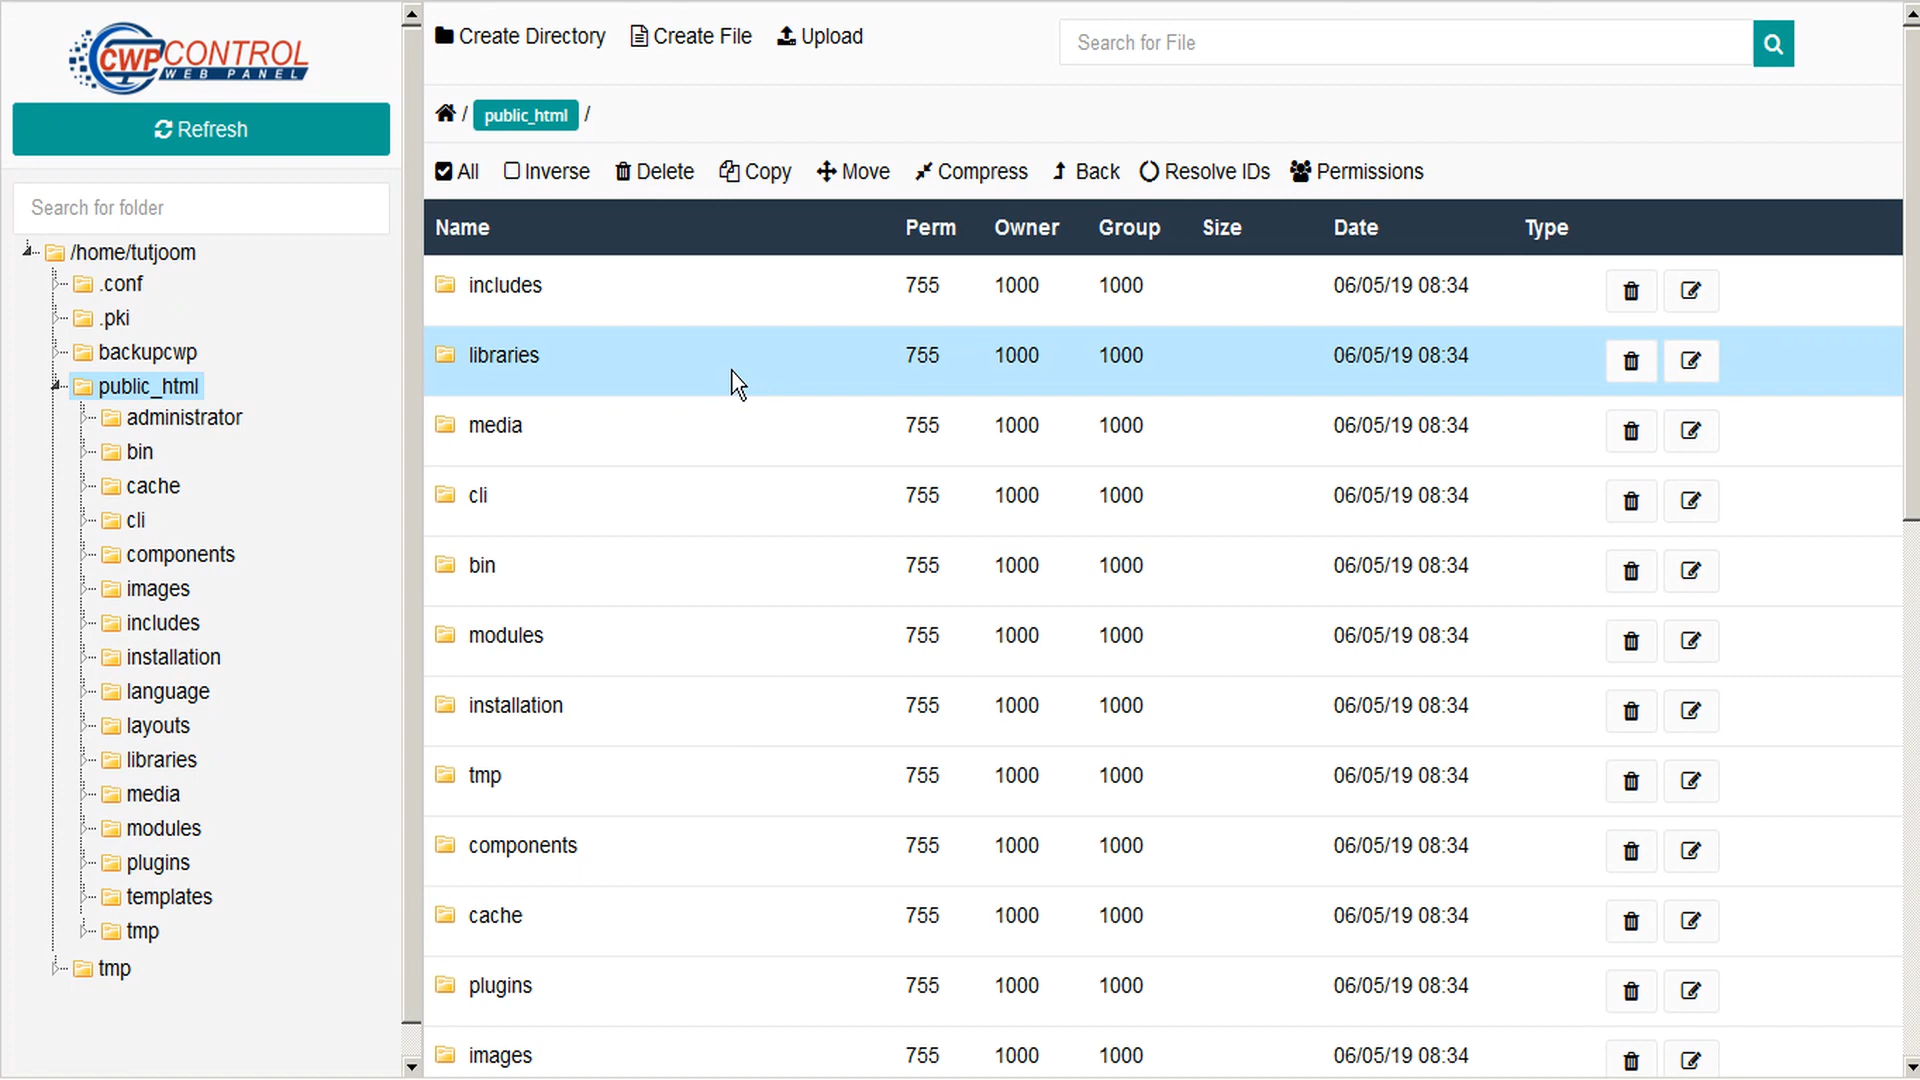 CWP CONTROL
WEB PANEL
Refresh
Search for folder
/home/tutjoom
.conf
.pki
backupcwp
public_html
administrator
bin
cache
cli
components
images
includes
installation
language
layouts
libraries
media
modules
plugins
templates
tmp
tmp
Create Directory Create File Upload Search for File
/ public_html /
All Inverse Delete Copy Move Compress Back Resolve IDs Permissions
Name Perm Owner Group Size Date Type
includes 755 1000 1000 06/05/19 08:34
libraries 755 1000 1000 06/05/19 08:34
media 755 1000 1000 06/05/19 08:34
cli 755 1000 1000 06/05/19 08:34
bin 755 1000 1000 06/05/19 08:34
modules 755 1000 1000 06/05/19 08:34
installation 755 1000 1000 06/05/19 08:34
tmp 755 1000 1000 06/05/19 08:34
components 755 1000 1000 06/05/19 08:34
cache 755 1000 1000 06/05/19 08:34
plugins 755 1000 1000 06/05/19 08:34
images 755 1000 1000 06/05/19 08:34